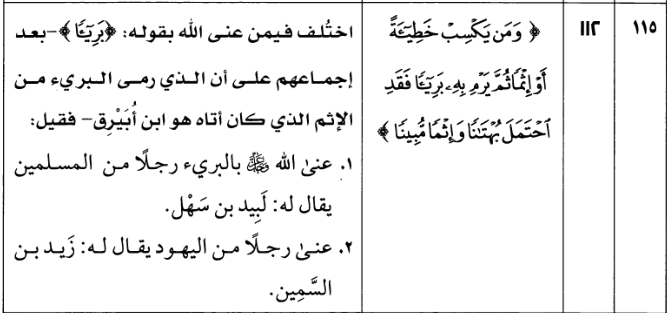 ١١٥
١١٢
﴿ وَمَن يَكْسِبْ خَطِيٓـَٔةً
أَوْ إِثْمًا ثُمَّ يَرْمِ بِهِۦ بَرِيٓـًٔا فَقَدِ
ٱحْتَمَلَ بُهْتَٰنًا وَإِثْمًا مُّبِينًا ﴾
اختُلف فيمن عنى الله بقوله: ﴿بَرِيٓـًٔا﴾ -بعد
إجماعهم على أن الذي رمى البريء من
الإثم الذي كان أتاه هو ابن أُبَيْرِق- فقيل:
١. عنىٰ الله ﷻ بالبريء رجلًا من المسلمين
يقال له: لَبِيد بن سَهْل.
٢. عنىٰ رجلًا من اليهود يقال له: زَيد بن
السَّمِين.